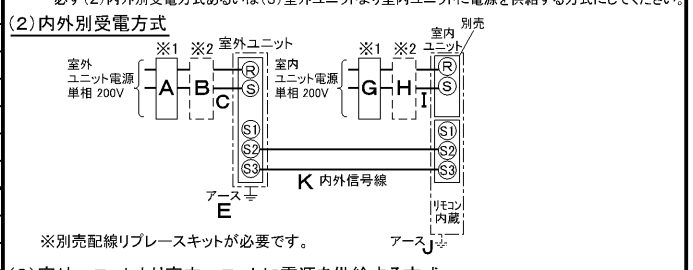 必ず(2)内外別受電方式あるいは(3)室外ユニットより室内ユニットに電源を供給する方式にしてください。
(2)内外別受電方式
※1 ※2 室外ユニット
室外
ユニット電源
単相 200V
A B C
R
S
S1
S2
S3
アース
E
※1 ※2 室内
ユニット
別売
室内
ユニット電源
単相 200V
G H I
R
S
S1
S2
S3
K 内外信号線
リモコン
内蔵
アース J
※別売配線リプレースキットが必要です。
(3)室外ユニットより室内ユニットに電源を供給する方式